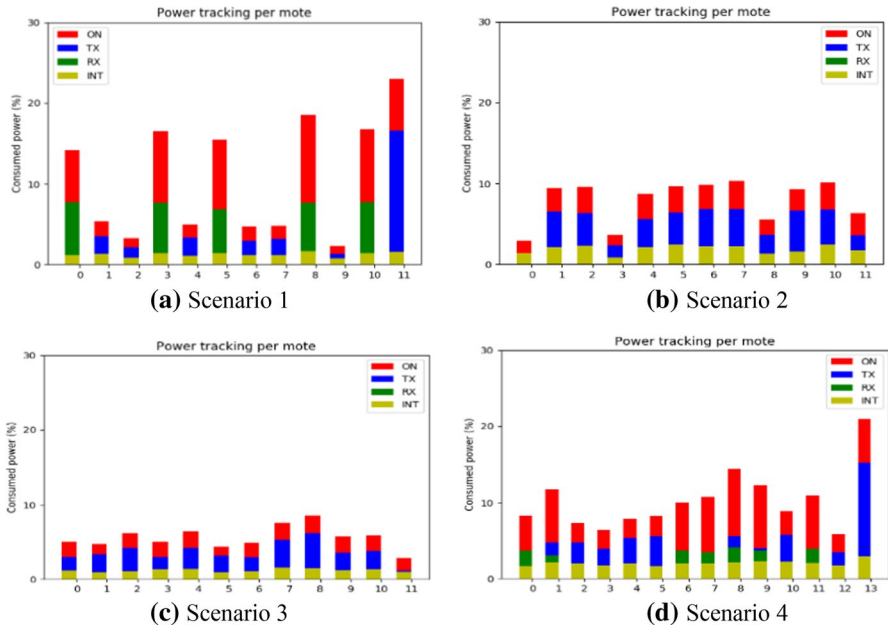 Power tracking per mote
30
20
10
0
Consumed power (%)
ON
TX
RX
INT
0 1 2 3 4 5 6 7 8 9 10 11
(a) Scenario 1
Power tracking per mote
30
20
10
0
Consumed power (%)
ON
TX
RX
INT
0 1 2 3 4 5 6 7 8 9 10 11
(b) Scenario 2
Power tracking per mote
30
20
10
0
Consumed power (%)
ON
TX
RX
INT
0 1 2 3 4 5 6 7 8 9 10 11
(c) Scenario 3
Power tracking per mote
30
20
10
0
Consumed power (%)
ON
TX
RX
INT
0 1 2 3 4 5 6 7 8 9 10 11 12 13
(d) Scenario 4